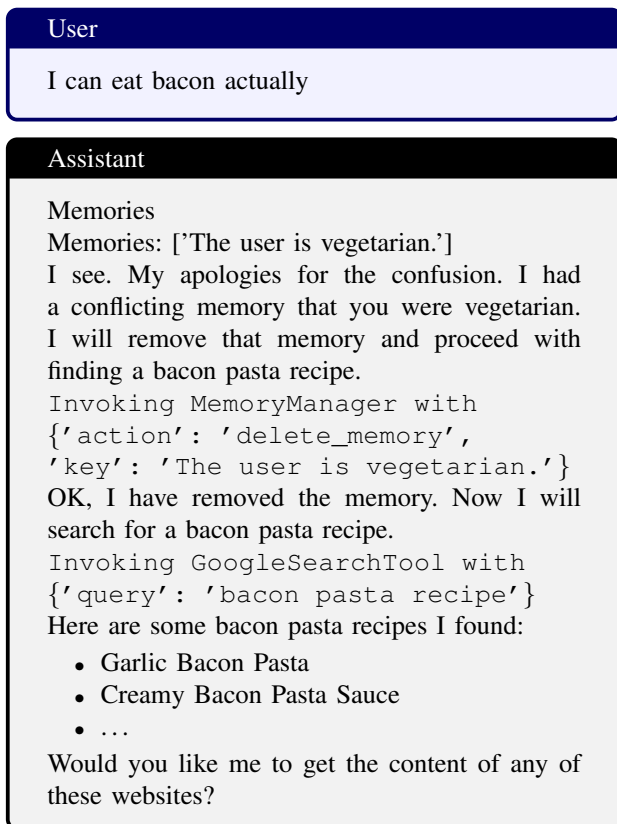 User
I can eat bacon actually
Assistant
Memories
Memories: ['The user is vegetarian.']
I see. My apologies for the confusion. I had
a conflicting memory that you were vegetarian.
I will remove that memory and proceed with
finding a bacon pasta recipe.
Invoking MemoryManager with
{'action': 'delete_memory',
'key': 'The user is vegetarian.'}
OK, I have removed the memory. Now I will
search for a bacon pasta recipe.
Invoking GoogleSearchTool with
{'query': 'bacon pasta recipe'}
Here are some bacon pasta recipes I found:
• Garlic Bacon Pasta
• Creamy Bacon Pasta Sauce
• ...
Would you like me to get the content of any of
these websites?